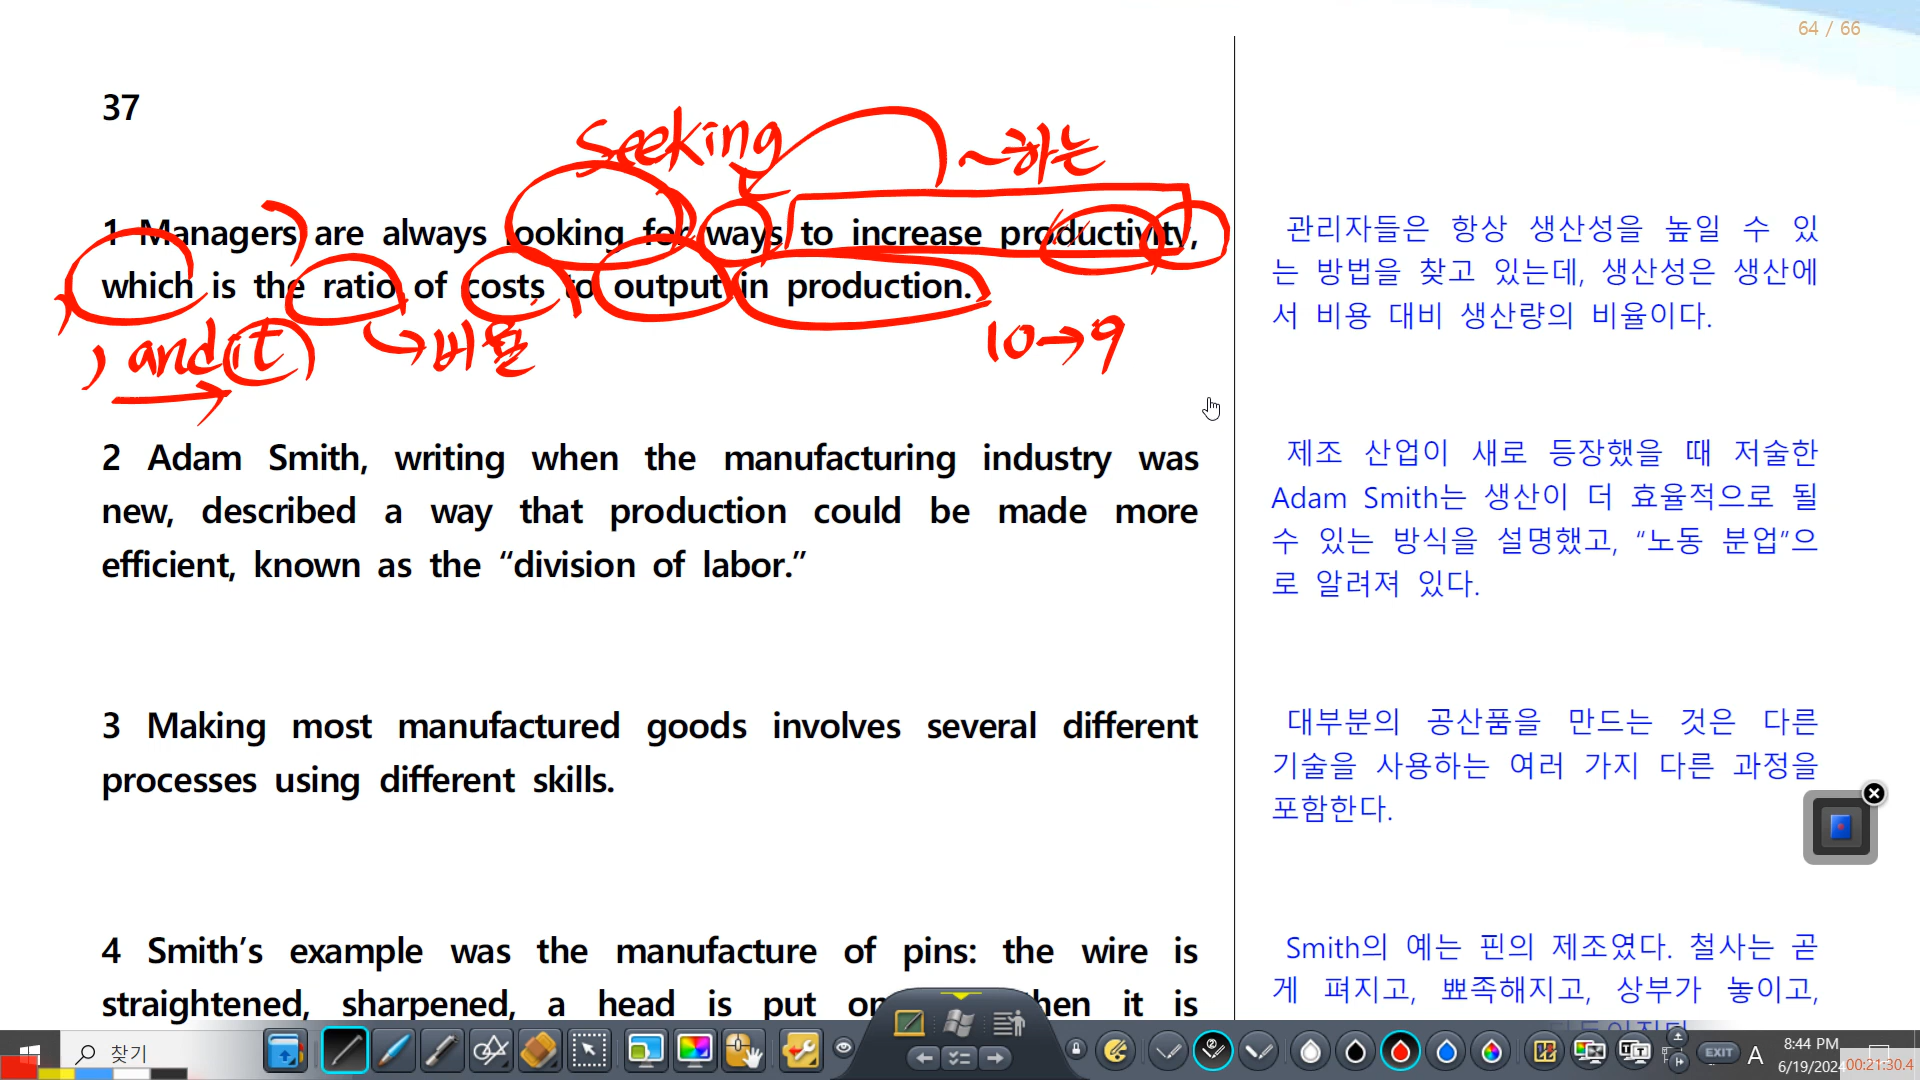 64 / 66
37
Seeking
~하는
1 Managers are always looking for ways to increase productivity,
which is the ratio of costs to output in production.
, and it
비율
10→9
2 Adam Smith, writing when the manufacturing industry was
new, described a way that production could be made more
efficient, known as the “division of labor.”
3 Making most manufactured goods involves several different
processes using different skills.
4 Smith’s example was the manufacture of pins: the wire is
straightened, sharpened, a head is put on, then it is
관리자들은 항상 생산성을 높일 수 있
는 방법을 찾고 있는데, 생산성은 생산에
서 비용 대비 생산량의 비율이다.
제조 산업이 새로 등장했을 때 저술한
Adam Smith는 생산이 더 효율적으로 될
수 있는 방식을 설명했고, “노동 분업”으
로 알려져 있다.
대부분의 공산품을 만드는 것은 다른
기술을 사용하는 여러 가지 다른 과정을
포함한다.
Smith의 예는 핀의 제조였다. 철사는 곧
게 펴지고, 뾰족해지고, 상부가 놓이고,
찾기
EXIT
A
8:44 PM
6/19/2024
00:21:30.4